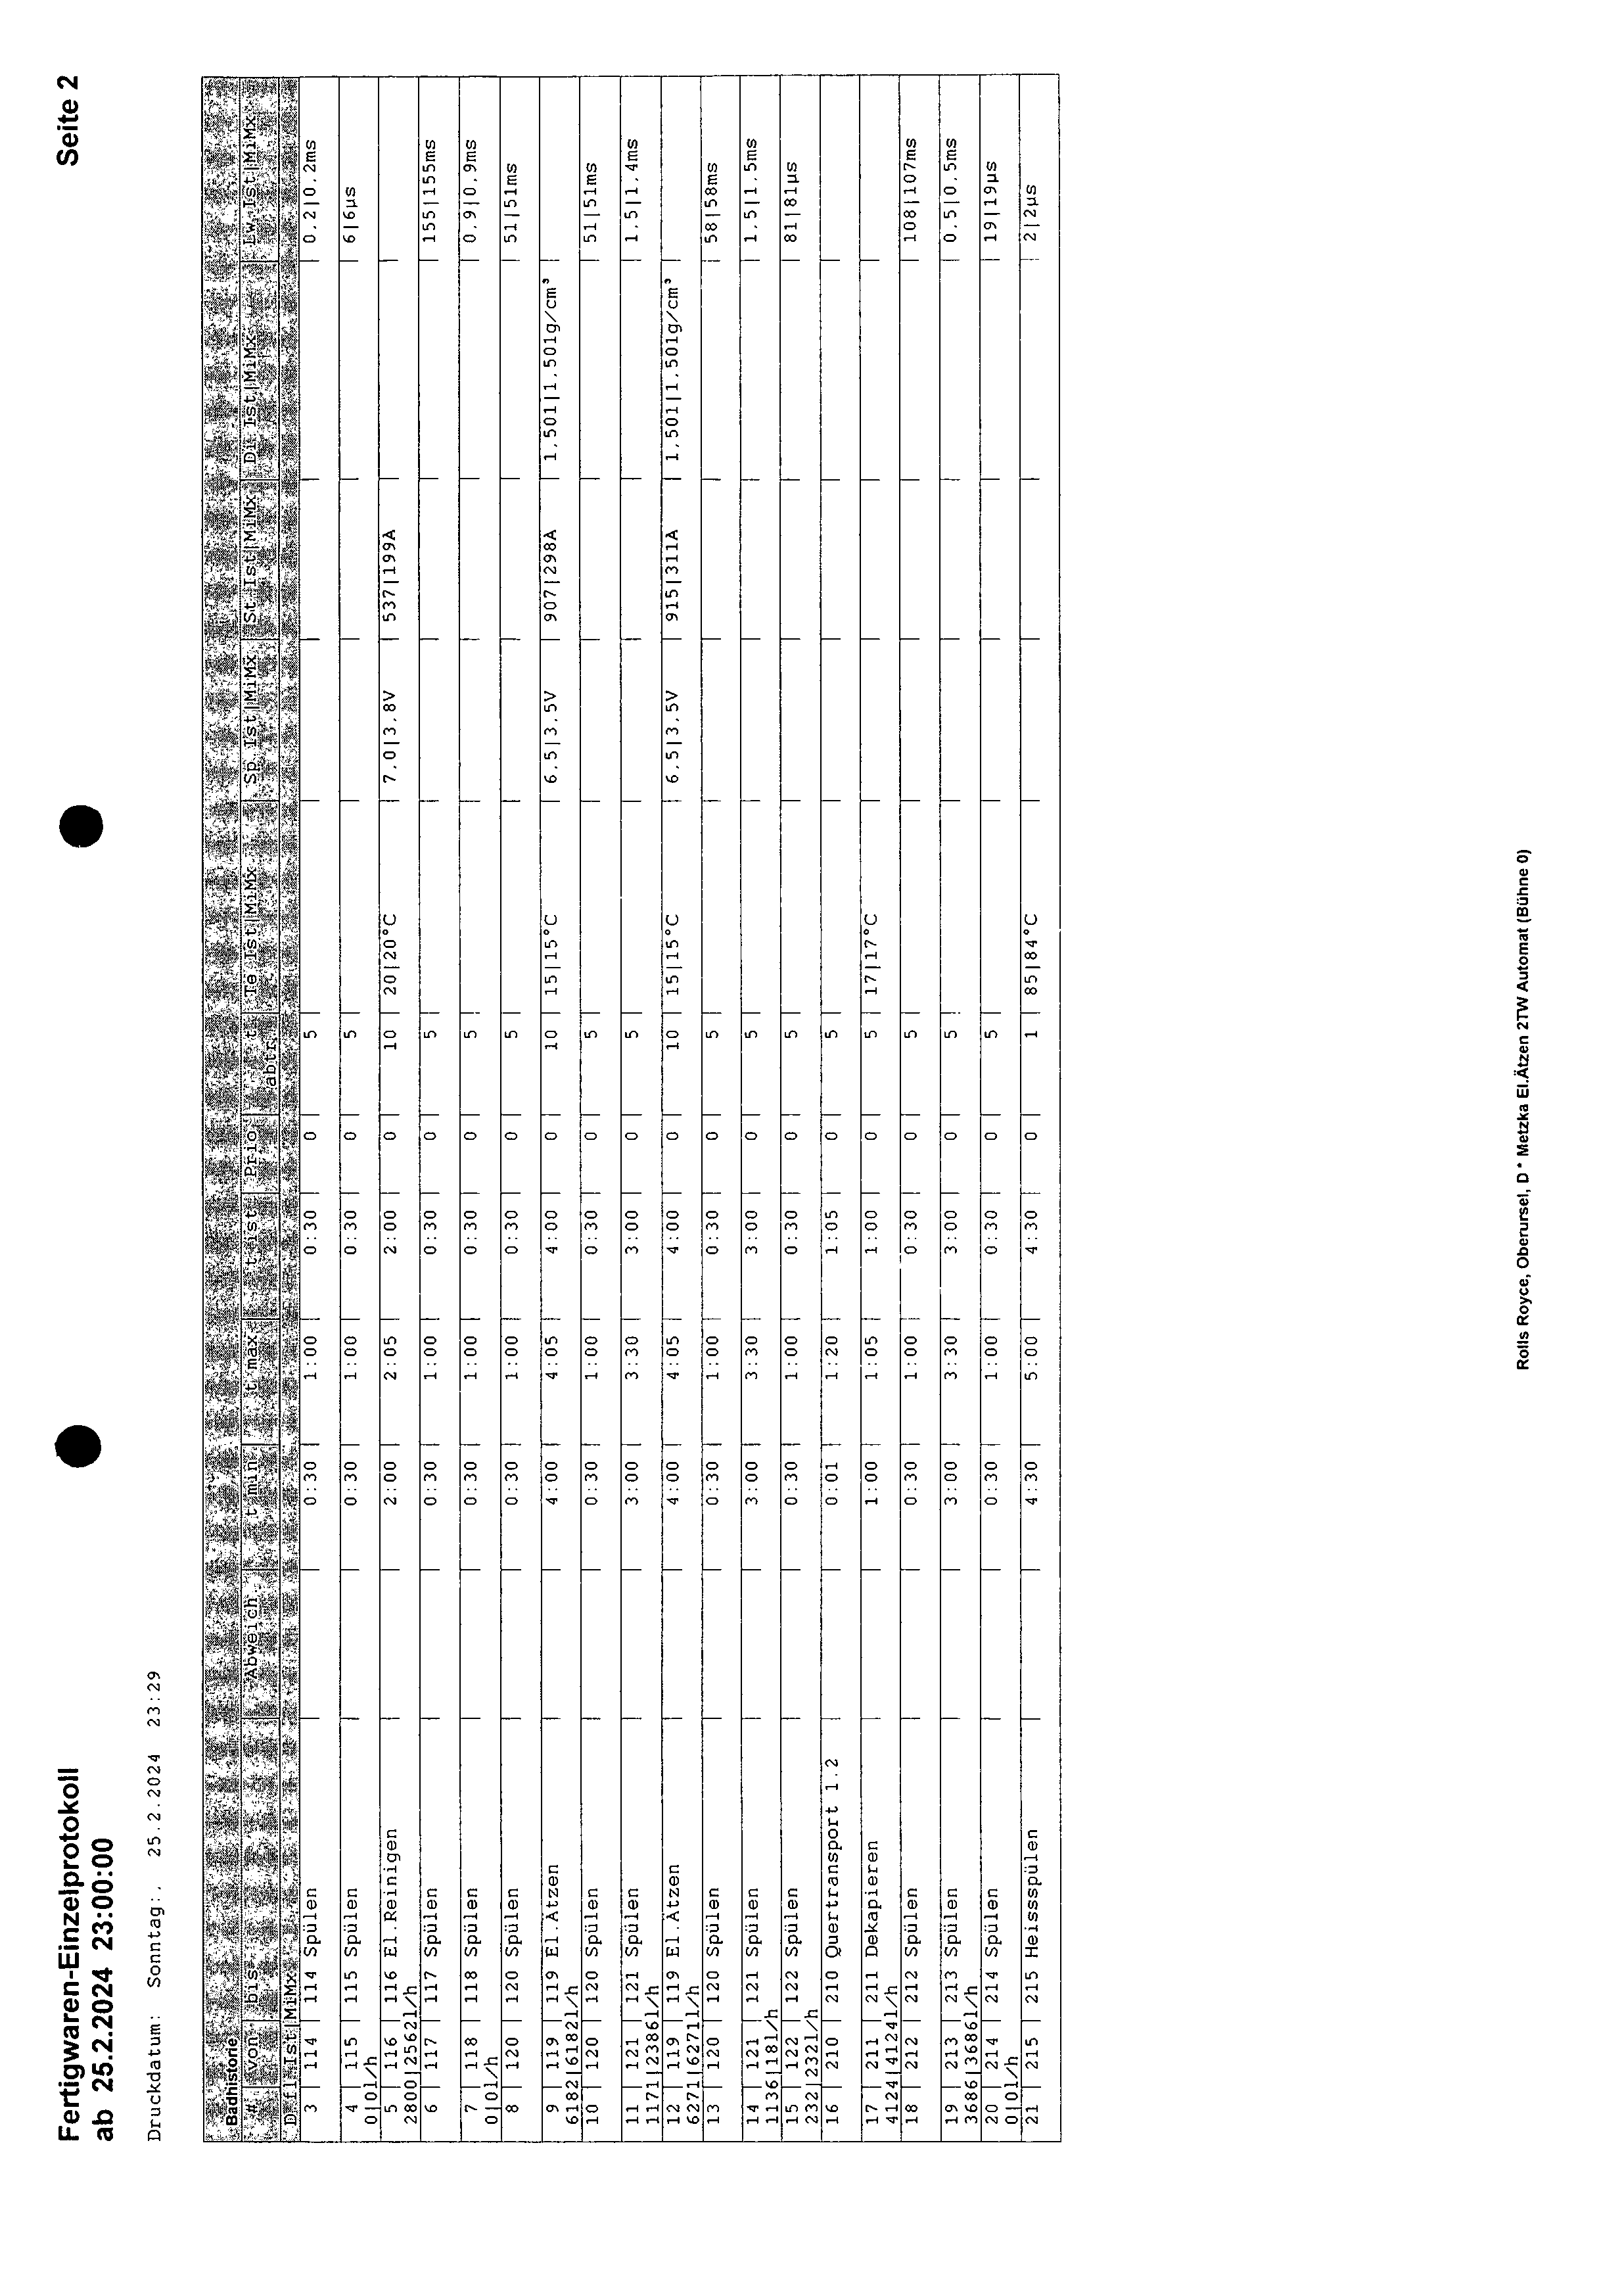 Fertigwaren-Einzelprotokoll Seite 2
ab 25.2.2024 23:00:00
Druckdatum: Sonntag:, 25.2.2024 23:29
Badhistorie
# von bis Abweich. t min t max t ist Prio t abtr. Te Ist|MiMx Sp Ist|MiMx St Ist|MiMx Di Ist|MiMx Lw Ist|MiMx
D fl Ist|MiMx
3 114 114 Spülen 0:30 1:00 0:30 0 5 0.2|0.2ms
4 115 115 Spülen 0:30 1:00 0:30 0 5 6|6µs
0|0l/h
5 116 116 El.Reinigen 2:00 2:05 2:00 0 10 20|20°C 7.0|3.8V 537|199A
2800|2562l/h
6 117 117 Spülen 0:30 1:00 0:30 0 5 155|155ms
7 118 118 Spülen 0:30 1:00 0:30 0 5 0.9|0.9ms
0|0l/h
8 120 120 Spülen 0:30 1:00 0:30 0 5 51|51ms
9 119 119 El.Ätzen 4:00 4:05 4:00 0 10 15|15°C 6.5|3.5V 907|298A 1.501|1.501g/cm³
6182|6182l/h
10 120 120 Spülen 0:30 1:00 0:30 0 5 51|51ms
11 121 121 Spülen 3:00 3:30 3:00 0 5 1.5|1.4ms
1171|2386l/h
12 119 119 El.Ätzen 4:00 4:05 4:00 0 10 15|15°C 6.5|3.5V 915|311A 1.501|1.501g/cm³
6271|6271l/h
13 120 120 Spülen 0:30 1:00 0:30 0 5 58|58ms
14 121 121 Spülen 3:00 3:30 3:00 0 5 1.5|1.5ms
1136|18l/h
15 122 122 Spülen 0:30 1:00 0:30 0 5 81|81µs
232|232l/h
16 210 210 Quertransport 1.2 0:01 1:20 1:05 0 5
17 211 211 Dekapieren 1:00 1:05 1:00 0 5 17|17°C
4124|4124l/h
18 212 212 Spülen 0:30 1:00 0:30 0 5 108|107ms
19 213 213 Spülen 3:00 3:30 3:00 0 5 0.5|0.5ms
3686|3686l/h
20 214 214 Spülen 0:30 1:00 0:30 0 5 19|19µs
0|0l/h
21 215 215 Heissspülen 4:30 5:00 4:30 0 1 85|84°C 2|2µs
Rolls Royce, Oberursel, D * Metzka El.Ätzen 2TW Automat (Bühne 0)